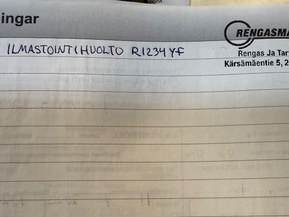 ingar
ILMASTOINTIHUOLTO R1234yf
RENGASMA
Rengas Ja Tar
Kärsämäentie 5, 2